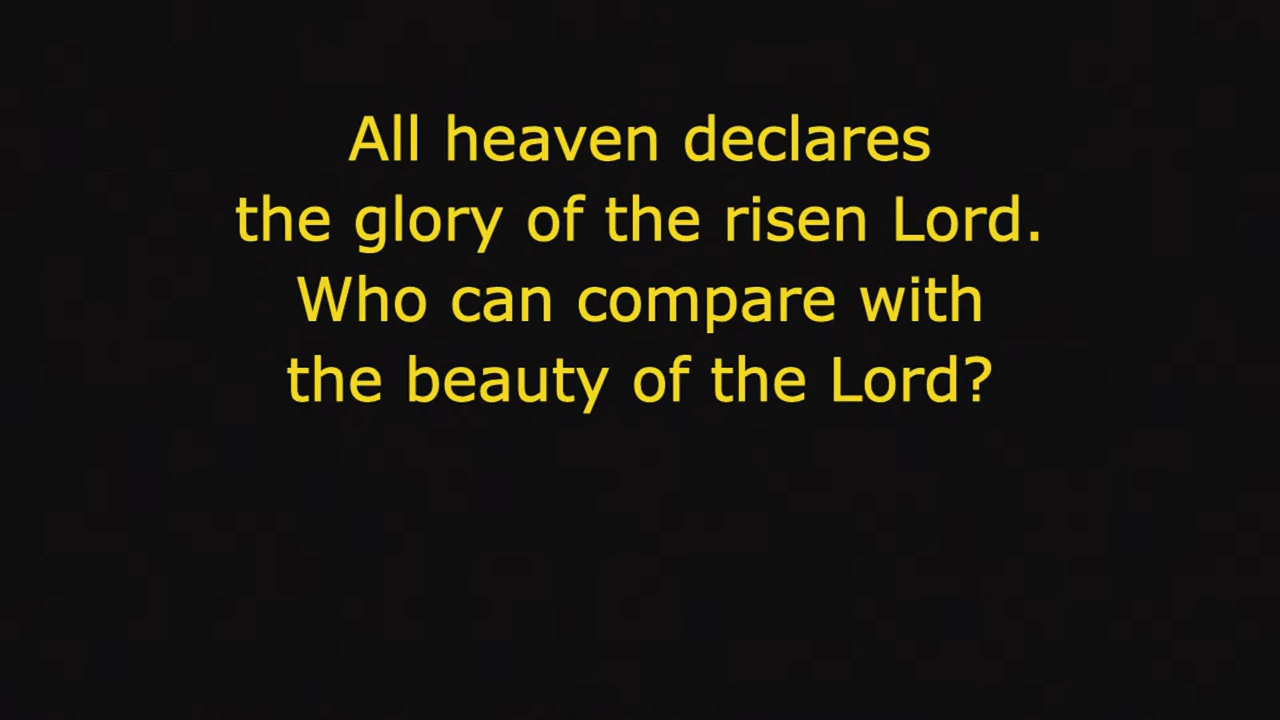 All heaven declares
the glory of the risen Lord.
Who can compare with
the beauty of the Lord?